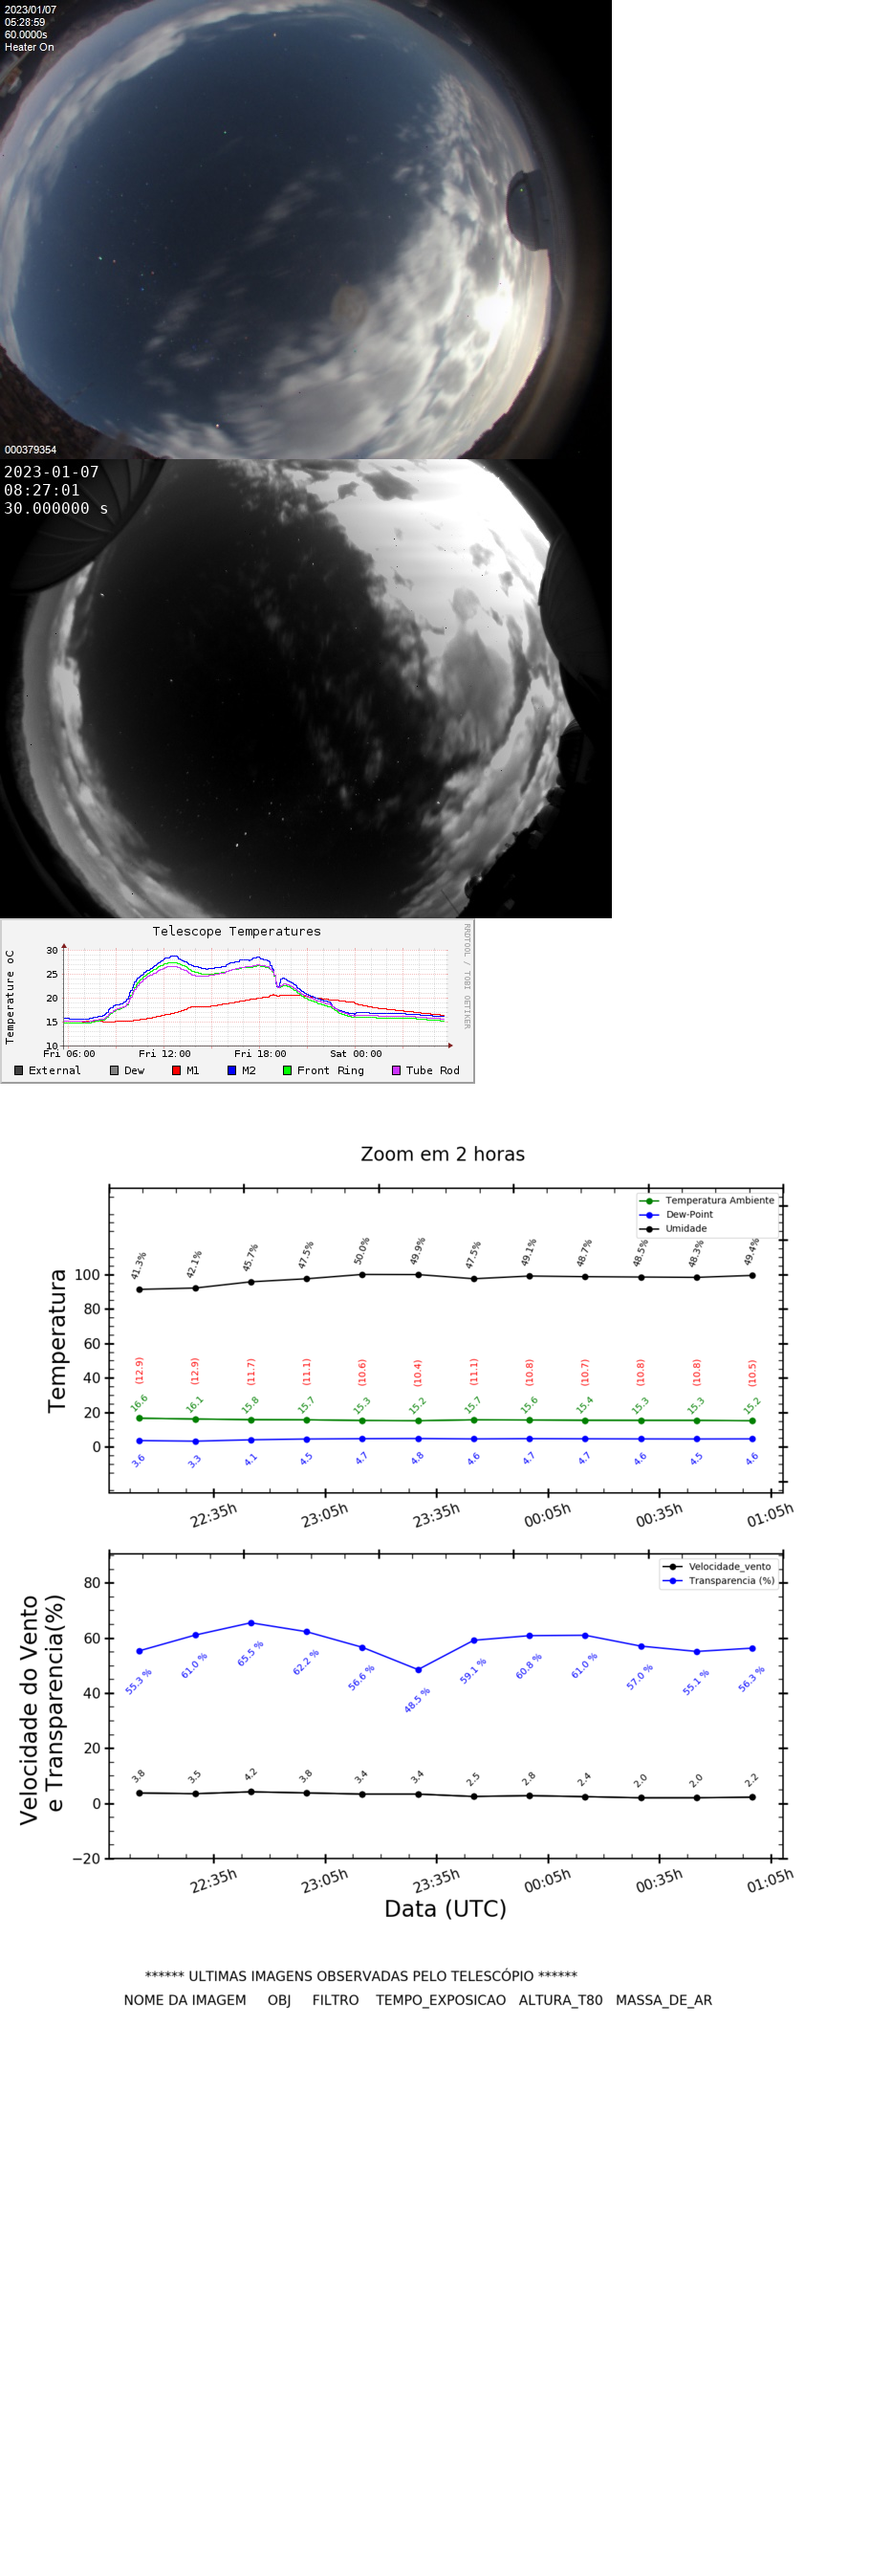 2023/01/07
05:28:59
60.0000s
Heater On
000379354
2023-01-07
08:27:01
30.000000 s
Telescope Temperatures
RRDTOOL / TOBI OETIKER
Temperature oC
30
25
20
15
10
Fri 06:00 Fri 12:00 Fri 18:00 Sat 00:00
External Dew M1 M2 Front Ring Tube Rod
Zoom em 2 horas
Temperatura Ambiente
Dew-Point
Umidade
Temperatura
100
80
60
40
20
0
41.3% 42.1% 45.7% 47.5% 50.0% 49.9% 47.5% 49.1% 48.7% 48.5% 48.3% 49.4%
(12.9) (12.9) (11.7) (11.1) (10.6) (10.4) (11.1) (10.8) (10.7) (10.8) (10.8) (10.5)
16.6 16.1 15.8 15.7 15.3 15.2 15.7 15.6 15.4 15.3 15.3 15.2
3.6 3.3 4.1 4.5 4.7 4.8 4.6 4.7 4.7 4.6 4.5 4.6
22:35h 23:05h 23:35h 00:05h 00:35h 01:05h
Velocidade_vento
Transparencia (%)
Velocidade do Vento
e Transparencia(%)
80
60
40
20
0
−20
55.3 % 61.0 % 65.5 % 62.2 % 56.6 % 48.5 % 59.1 % 60.8 % 61.0 % 57.0 % 55.1 % 56.3 %
3.8 3.5 4.2 3.8 3.4 3.4 2.5 2.8 2.4 2.0 2.0 2.2
22:35h 23:05h 23:35h 00:05h 00:35h 01:05h
Data (UTC)
****** ULTIMAS IMAGENS OBSERVADAS PELO TELESCÓPIO ******
NOME DA IMAGEM OBJ FILTRO TEMPO_EXPOSICAO ALTURA_T80 MASSA_DE_AR